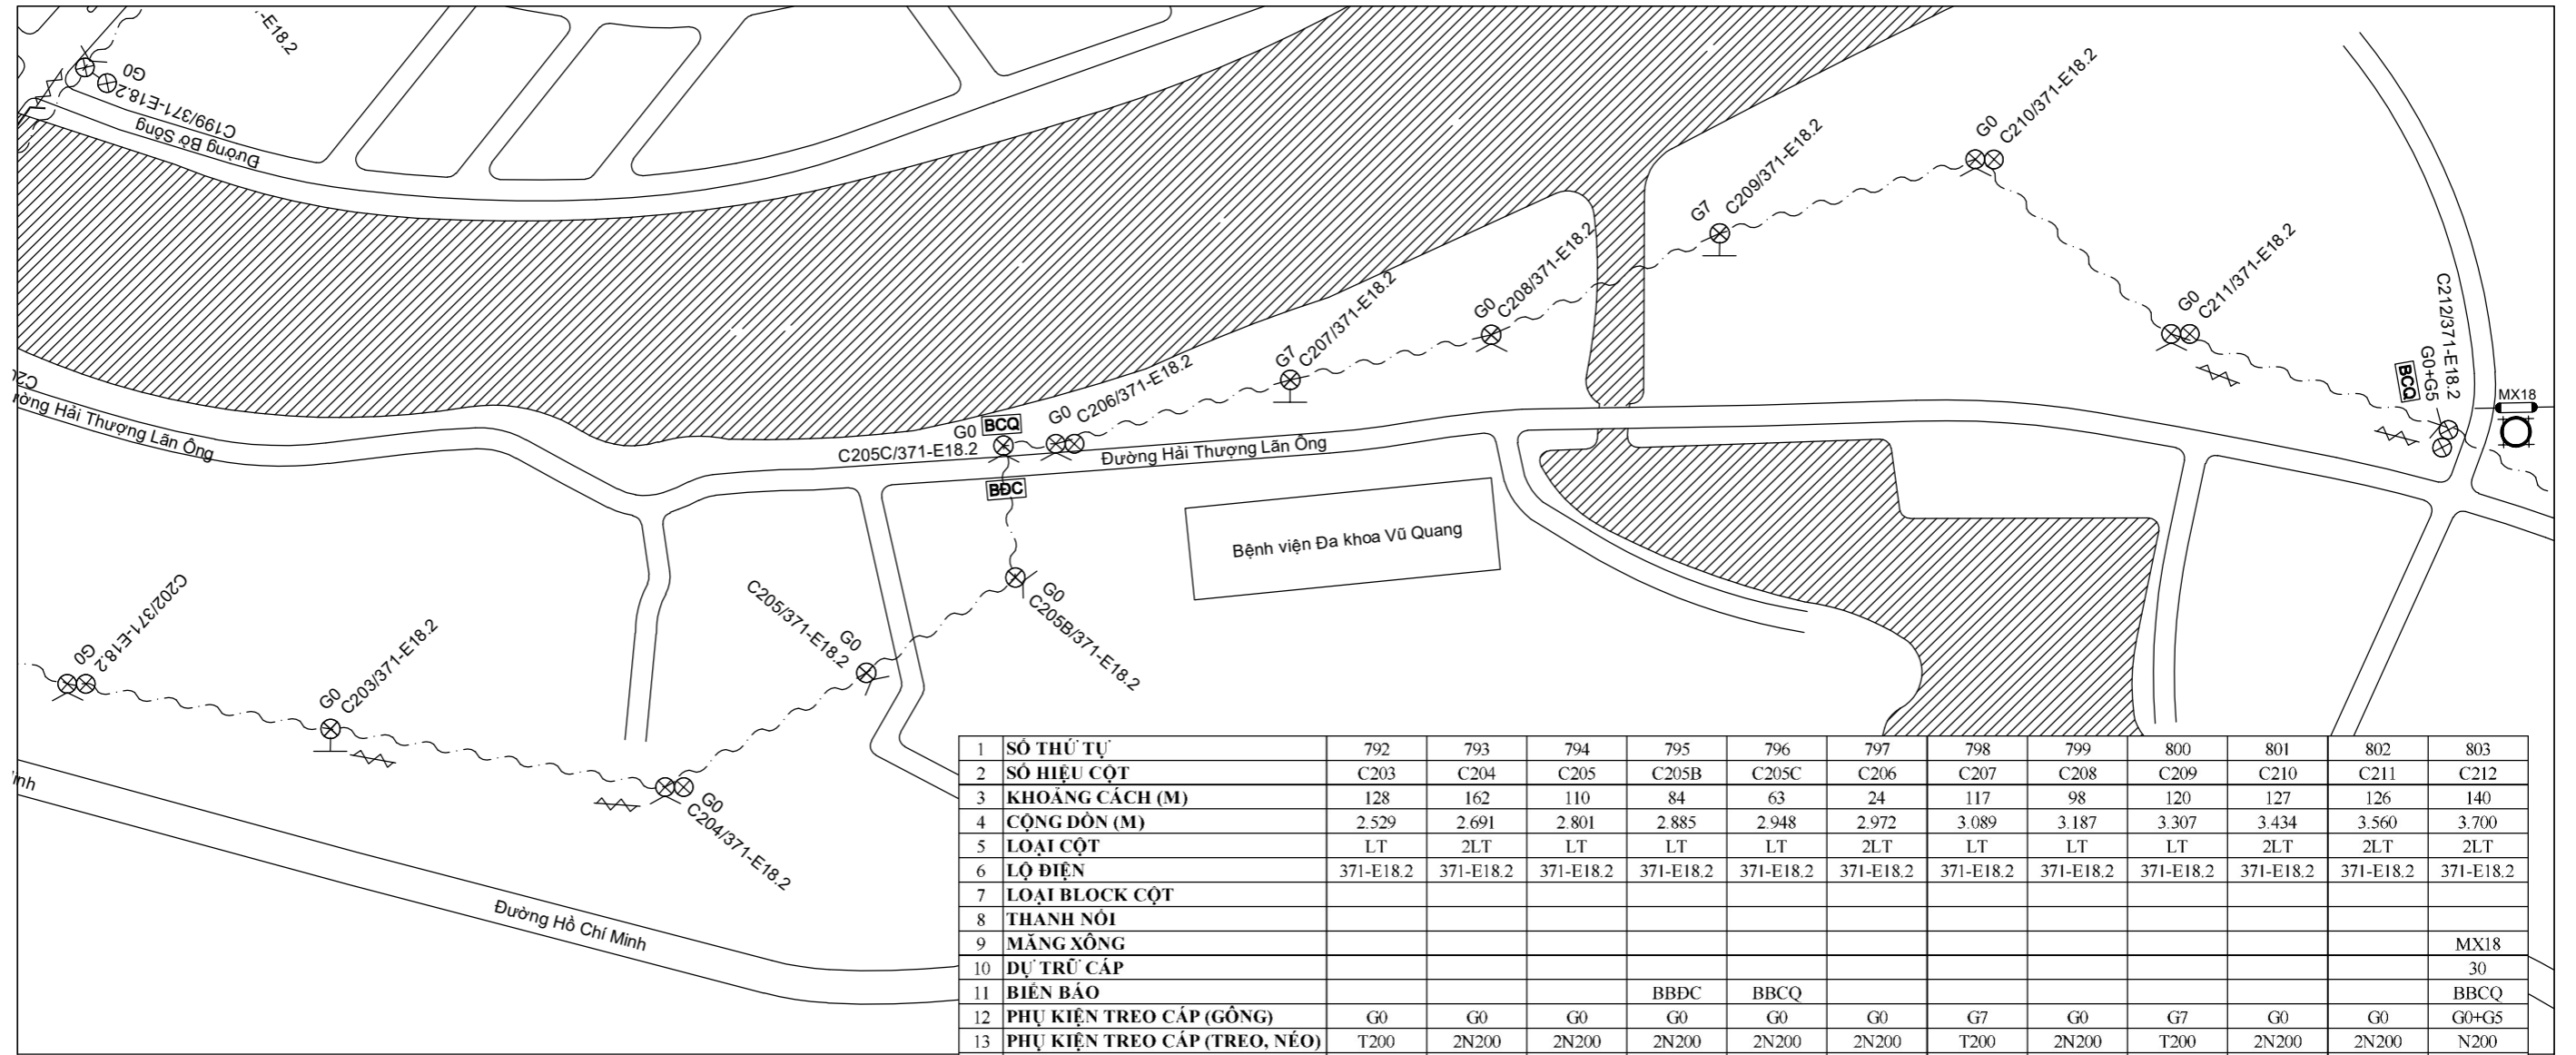 -E18.2
G0
C199/371-E18.2
Đường Bờ Sông
G0
C210/371-E18.2
G7
C209/371-E18.2
G0
C208/371-E18.2
G7
C207/371-E18.2
G0
C211/371-E18.2
C212/371-E18.2
G0+G5
BCQ
MX18
C20
rờng Hải Thượng Lãn Ông
G0
BCQ
C205C/371-E18.2
G0
C206/371-E18.2
Đường Hải Thượng Lãn Ông
BĐC
Bệnh viện Đa khoa Vũ Quang
G0
C205B/371-E18.2
C205/371-E18.2
G0
C202/371-E18.2
G0
G0
C203/371-E18.2
G0
C204/371-E18.2
inh
Đường Hồ Chí Minh
1 SỐ THỨ TỰ 792 793 794 795 796 797 798 799 800 801 802 803
2 SỐ HIỆU CỘT C203 C204 C205 C205B C205C C206 C207 C208 C209 C210 C211 C212
3 KHOẢNG CÁCH (M) 128 162 110 84 63 24 117 98 120 127 126 140
4 CỘNG DỒN (M) 2.529 2.691 2.801 2.885 2.948 2.972 3.089 3.187 3.307 3.434 3.560 3.700
5 LOẠI CỘT LT 2LT LT LT LT 2LT LT LT LT 2LT 2LT 2LT
6 LỘ ĐIỆN 371-E18.2 371-E18.2 371-E18.2 371-E18.2 371-E18.2 371-E18.2 371-E18.2 371-E18.2 371-E18.2 371-E18.2 371-E18.2 371-E18.2
7 LOẠI BLOCK CỘT
8 THANH NỐI
9 MĂNG XÔNG MX18
10 DỰ TRỮ CÁP 30
11 BIỂN BÁO BBĐC BBCQ BBCQ
12 PHỤ KIỆN TREO CÁP (GÔNG) G0 G0 G0 G0 G0 G0 G7 G0 G7 G0 G0 G0+G5
13 PHỤ KIỆN TREO CÁP (TREO, NÉO) T200 2N200 2N200 2N200 2N200 2N200 T200 2N200 T200 2N200 2N200 N200